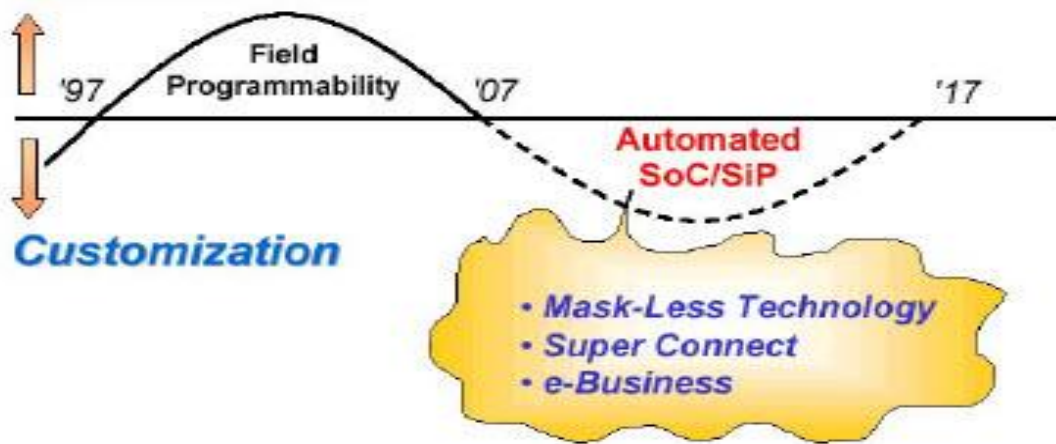 Field
Programmability
'97
'07
'17
Automated
SoC/SiP
Customization
• Mask-Less Technology
• Super Connect
• e-Business